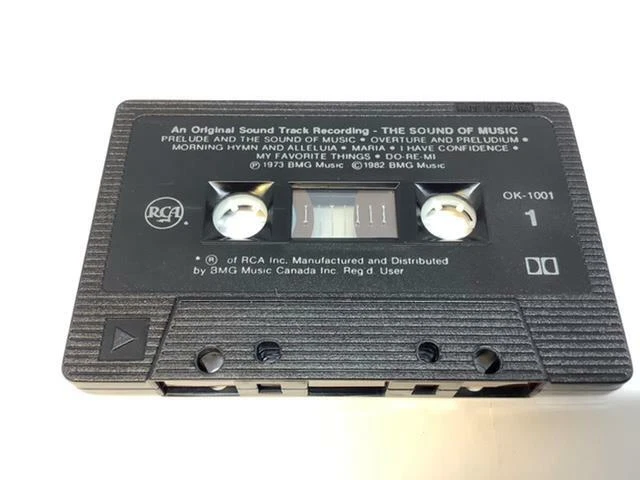 An Original Sound Track Recording - THE SOUND OF MUSIC
PRELUDE AND THE SOUND OF MUSIC • OVERTURE AND PRELUDIUM •
MORNING HYMN AND ALLELUIA • MARIA • I HAVE CONFIDENCE •
MY FAVORITE THINGS • DO-RE-MI
℗ 1973 BMG Music © 1982 BMG Music
OK-1001
RCA
1
* ® of RCA Inc. Manufactured and Distributed
by BMG Music Canada Inc. Reg'd. User